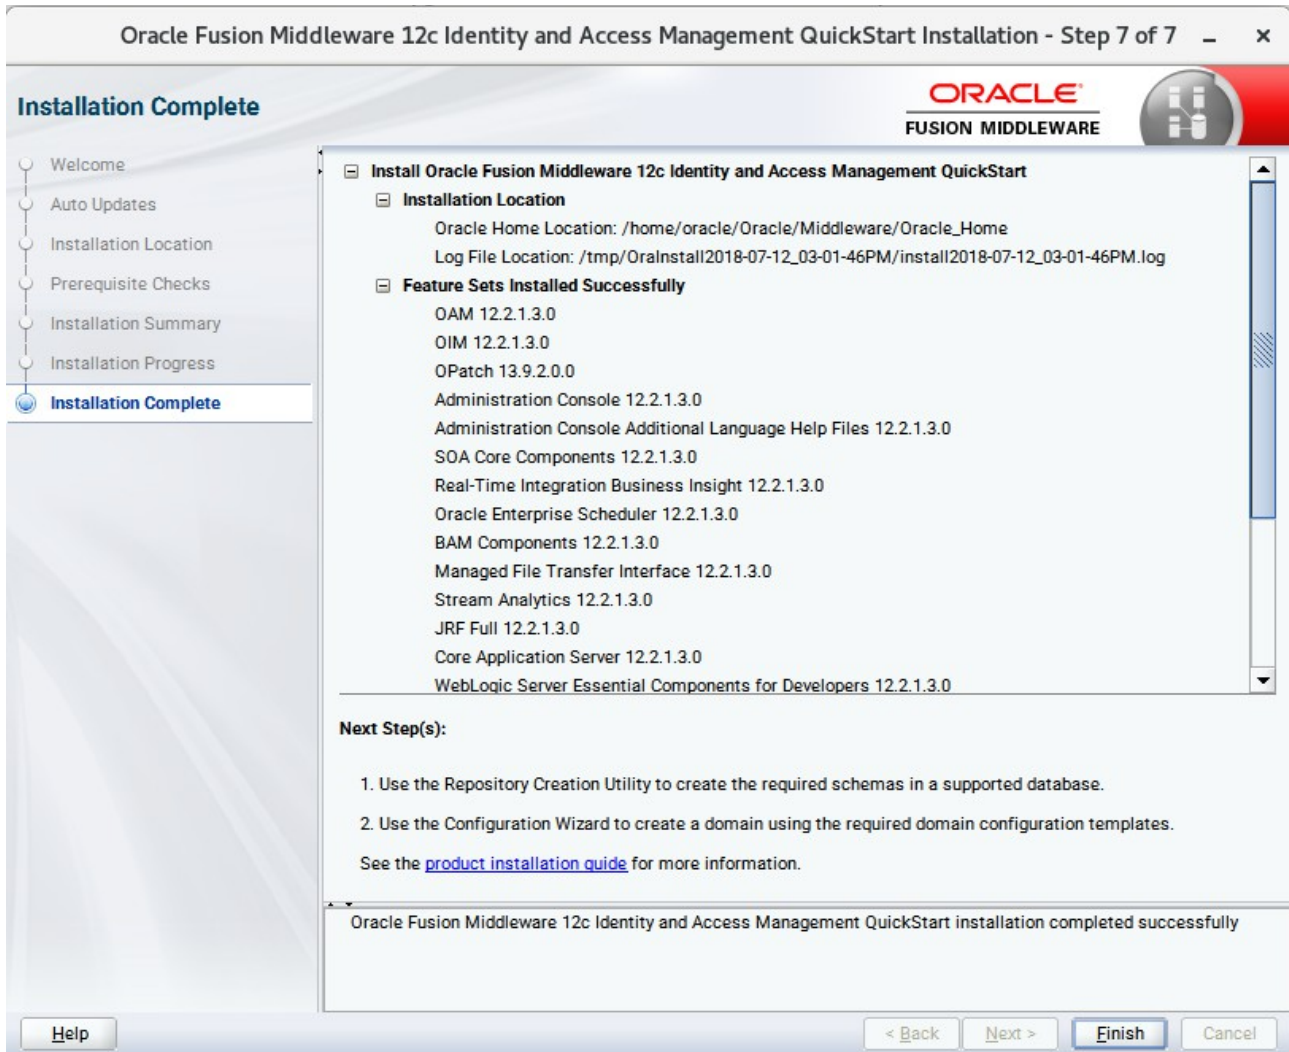 Oracle Fusion Middleware 12c Identity and Access Management QuickStart Installation - Step 7 of 7
Installation Complete
ORACLE
FUSION MIDDLEWARE
Welcome
Auto Updates
Installation Location
Prerequisite Checks
Installation Summary
Installation Progress
Installation Complete
Install Oracle Fusion Middleware 12c Identity and Access Management QuickStart
Installation Location
Oracle Home Location: /home/oracle/Oracle/Middleware/Oracle_Home
Log File Location: /tmp/OraInstall2018-07-12_03-01-46PM/install2018-07-12_03-01-46PM.log
Feature Sets Installed Successfully
OAM 12.2.1.3.0
OIM 12.2.1.3.0
OPatch 13.9.2.0.0
Administration Console 12.2.1.3.0
Administration Console Additional Language Help Files 12.2.1.3.0
SOA Core Components 12.2.1.3.0
Real-Time Integration Business Insight 12.2.1.3.0
Oracle Enterprise Scheduler 12.2.1.3.0
BAM Components 12.2.1.3.0
Managed File Transfer Interface 12.2.1.3.0
Stream Analytics 12.2.1.3.0
JRF Full 12.2.1.3.0
Core Application Server 12.2.1.3.0
WebLogic Server Essential Components for Developers 12.2.1.3.0
Next Step(s):
1. Use the Repository Creation Utility to create the required schemas in a supported database.
2. Use the Configuration Wizard to create a domain using the required domain configuration templates.
See the product installation guide for more information.
Oracle Fusion Middleware 12c Identity and Access Management QuickStart installation completed successfully
Help
< Back
Next >
Finish
Cancel